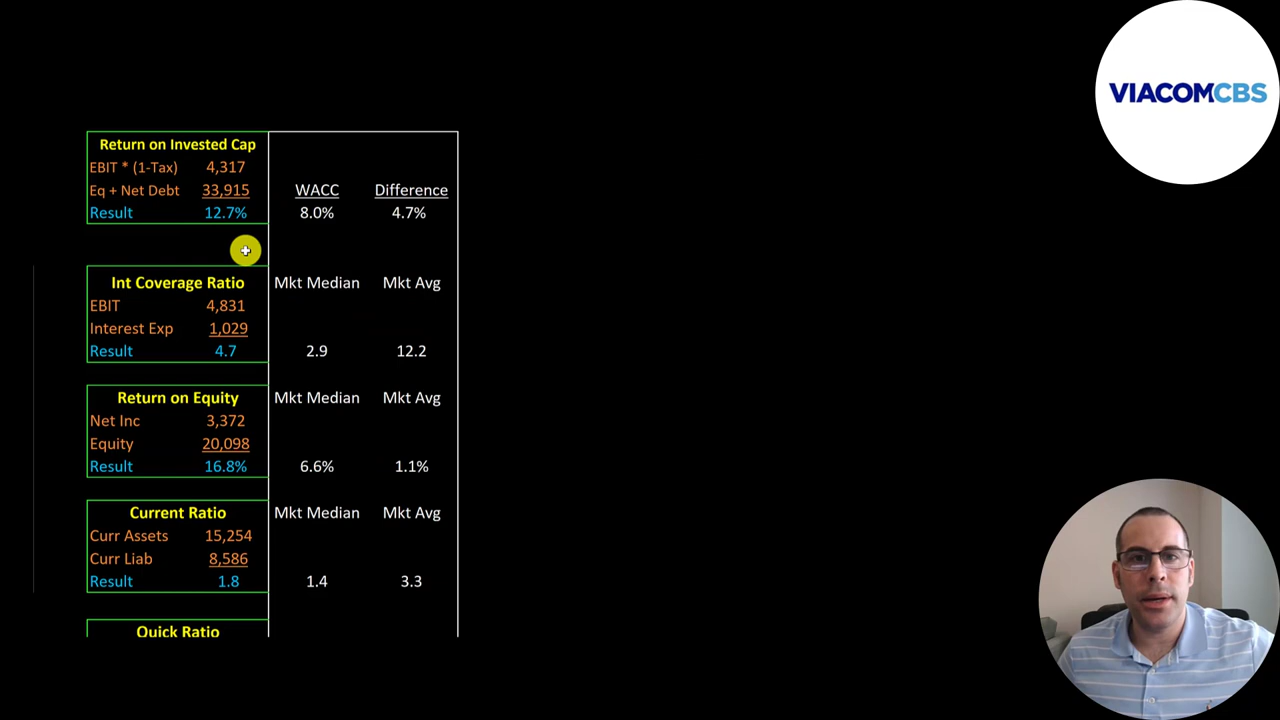 VIACOMCBS
Return on Invested Cap
EBIT * (1-Tax) 4,317
Eq + Net Debt 33,915 WACC Difference
Result 12.7% 8.0% 4.7%
Int Coverage Ratio Mkt Median Mkt Avg
EBIT 4,831
Interest Exp 1,029
Result 4.7 2.9 12.2
Return on Equity Mkt Median Mkt Avg
Net Inc 3,372
Equity 20,098
Result 16.8% 6.6% 1.1%
Current Ratio Mkt Median Mkt Avg
Curr Assets 15,254
Curr Liab 8,586
Result 1.8 1.4 3.3
Quick Ratio